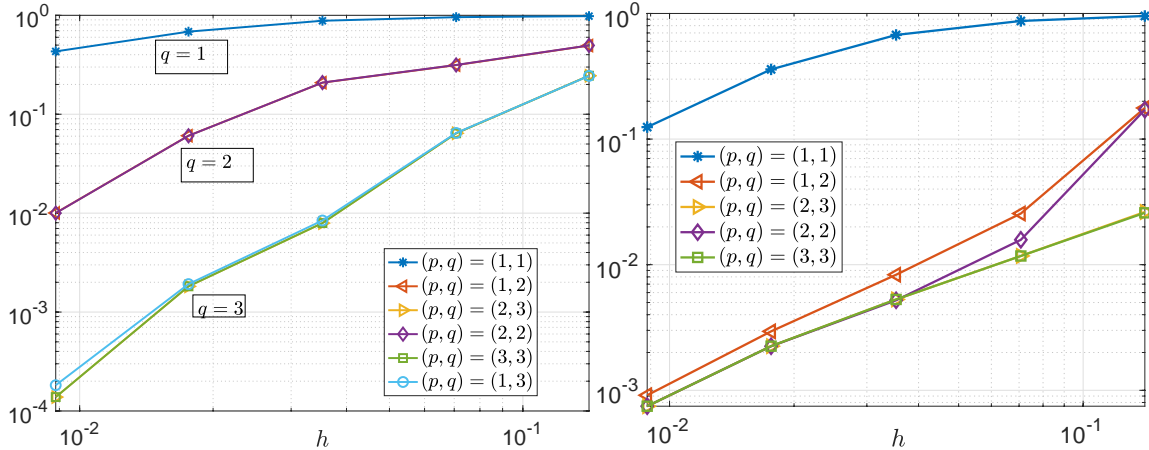 10^0
10^-1
10^-2
10^-3
10^-4
q = 1
q = 2
q = 3
(p, q) = (1, 1)
(p, q) = (1, 2)
(p, q) = (2, 3)
(p, q) = (2, 2)
(p, q) = (3, 3)
(p, q) = (1, 3)
10^-2
h
10^-1
10^0
10^-1
10^-2
10^-3
(p, q) = (1, 1)
(p, q) = (1, 2)
(p, q) = (2, 3)
(p, q) = (2, 2)
(p, q) = (3, 3)
10^-2
h
10^-1